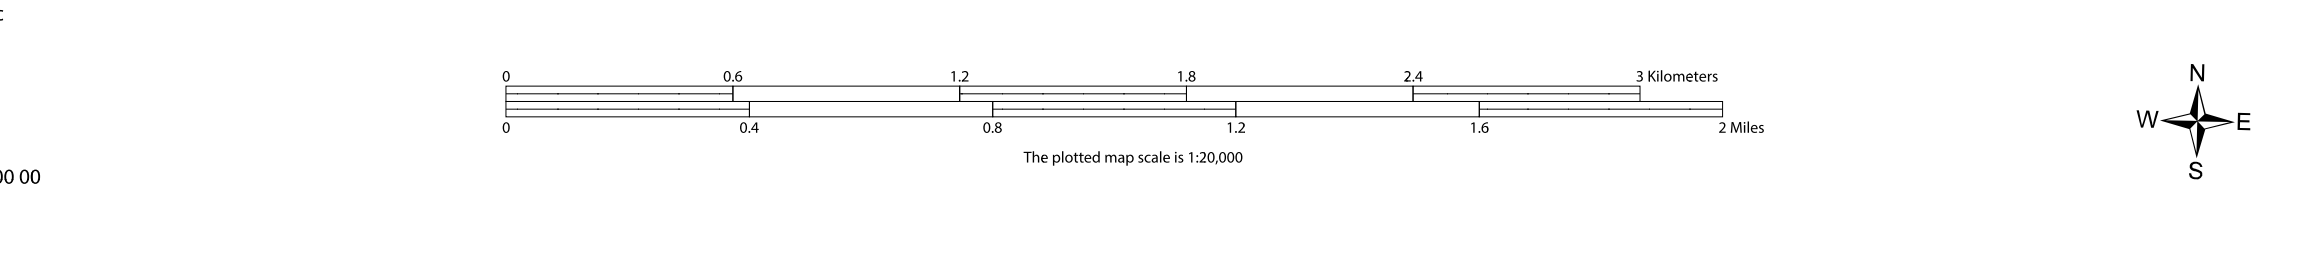 0 0.6 1.2 1.8 2.4 3 Kilometers
0 0.4 0.8 1.2 1.6 2 Miles
The plotted map scale is 1:20,000
00 00
N
W E
S